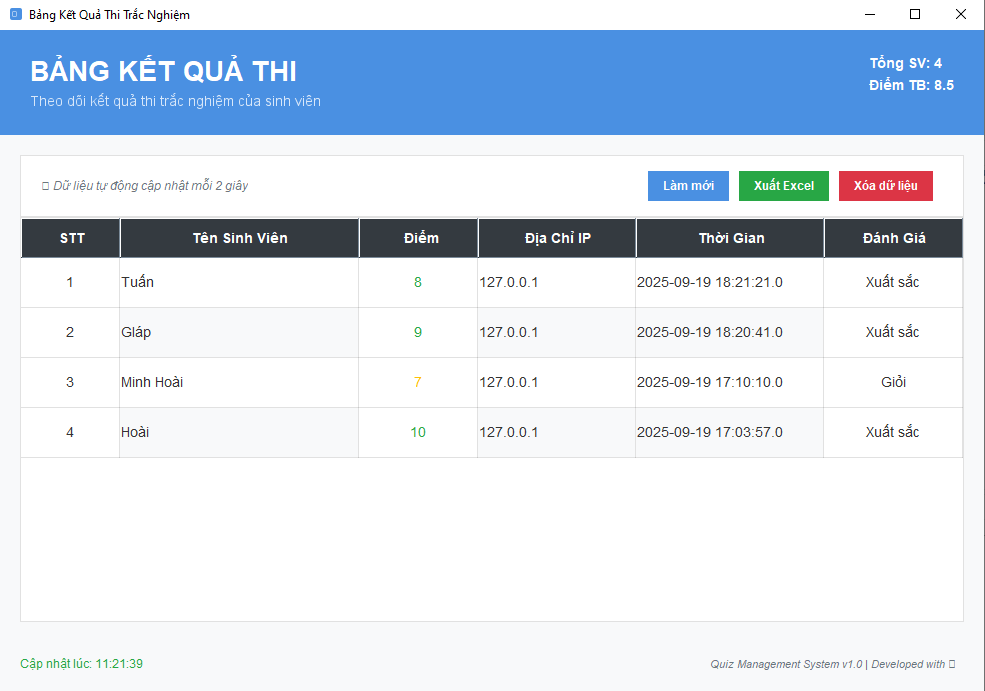 Bảng Kết Quả Thi Trắc Nghiệm
BẢNG KẾT QUẢ THI
Theo dõi kết quả thi trắc nghiệm của sinh viên
Tổng SV: 4
Điểm TB: 8.5
Dữ liệu tự động cập nhật mỗi 2 giây
Làm mới Xuất Excel Xóa dữ liệu
STT Tên Sinh Viên Điểm Địa Chỉ IP Thời Gian Đánh Giá
1 Tuấn 8 127.0.0.1 2025-09-19 18:21:21.0 Xuất sắc
2 GIáp 9 127.0.0.1 2025-09-19 18:20:41.0 Xuất sắc
3 Minh Hoài 7 127.0.0.1 2025-09-19 17:10:10.0 Giỏi
4 Hoài 10 127.0.0.1 2025-09-19 17:03:57.0 Xuất sắc
Cập nhật lúc: 11:21:39
Quiz Management System v1.0 | Developed with